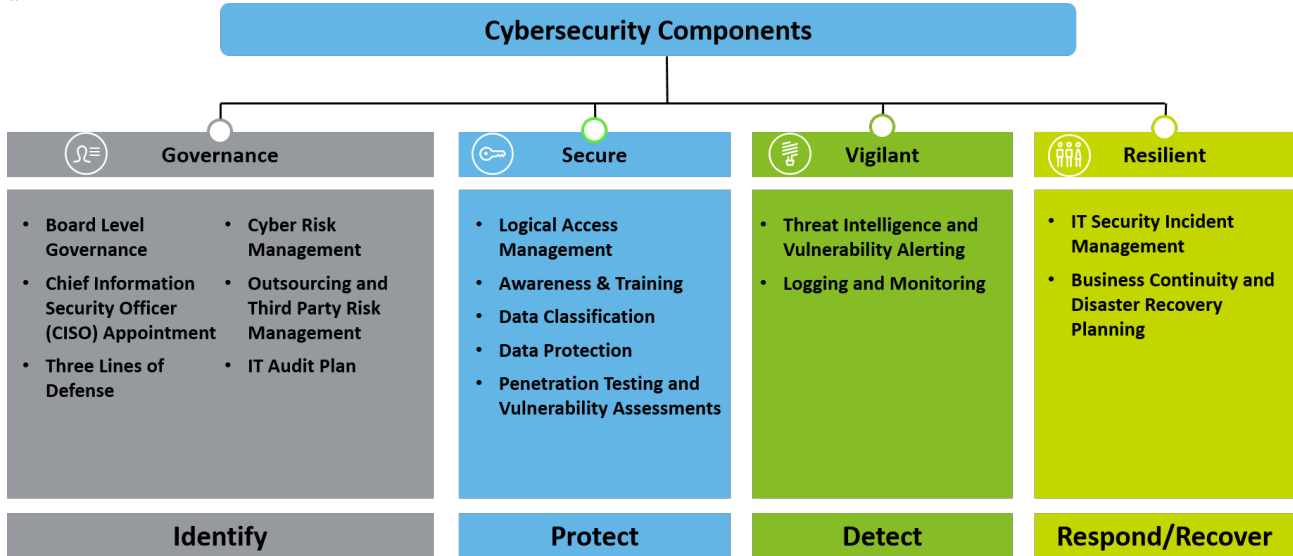 Cybersecurity Components
Governance
• Board Level
Governance
• Chief Information
Security Officer
(CISO) Appointment
• Three Lines of
Defense
• Cyber Risk
Management
• Outsourcing and
Third Party Risk
Management
• IT Audit Plan
Identify
Secure
• Logical Access
Management
• Awareness & Training
• Data Classification
• Data Protection
• Penetration Testing and
Vulnerability Assessments
Protect
Vigilant
• Threat Intelligence and
Vulnerability Alerting
• Logging and Monitoring
Detect
Resilient
• IT Security Incident
Management
• Business Continuity and
Disaster Recovery
Planning
Respond/Recover